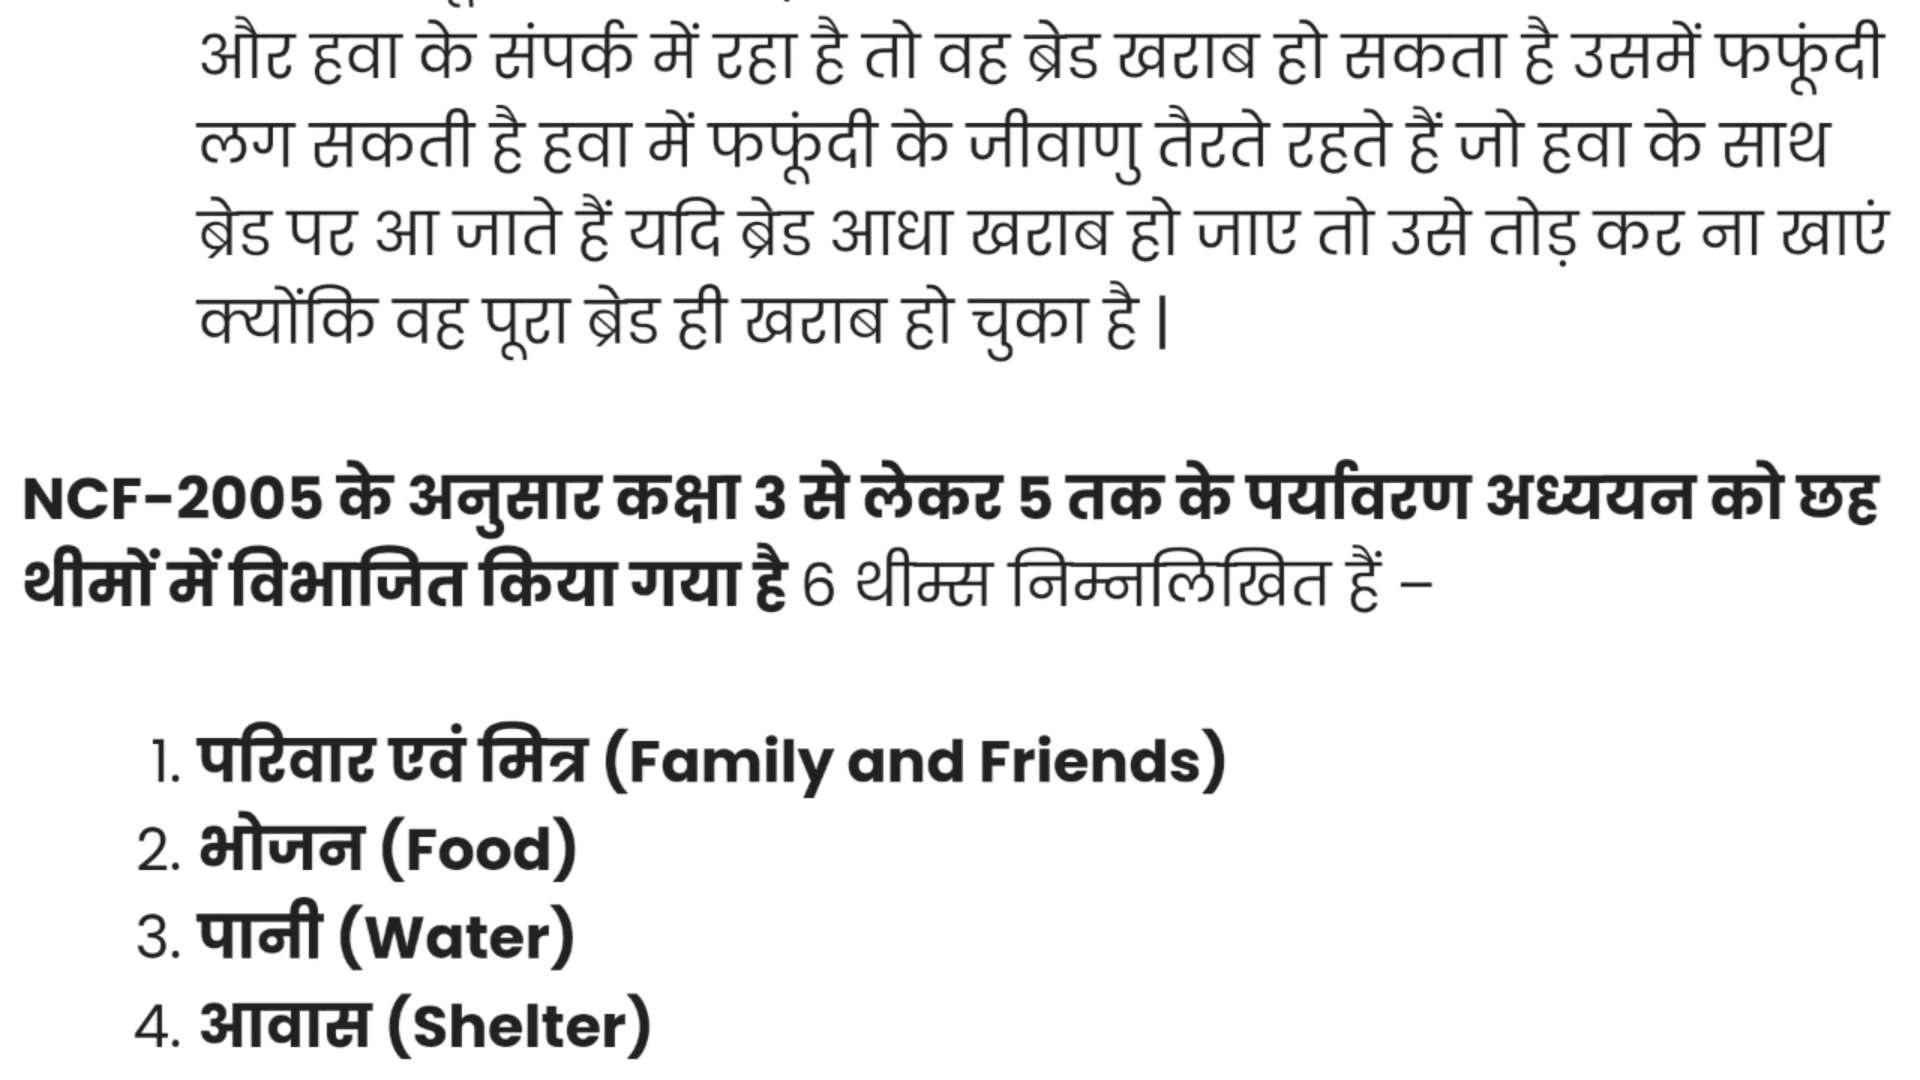 और हवा के संपर्क में रहा है तो वह ब्रेड खराब हो सकता है उसमें फफूंदी
लग सकती है हवा में फफूंदी के जीवाणु तैरते रहते हैं जो हवा के साथ
ब्रेड पर आ जाते हैं यदि ब्रेड आधा खराब हो जाए तो उसे तोड़ कर ना खाएं
क्योंकि वह पूरा ब्रेड ही खराब हो चुका है |
NCF-2005 के अनुसार कक्षा 3 से लेकर 5 तक के पर्यावरण अध्ययन को छह
थीमों में विभाजित किया गया है 6 थीम्स निम्नलिखित हैं –
1. परिवार एवं मित्र (Family and Friends)
2. भोजन (Food)
3. पानी (Water)
4. आवास (Shelter)